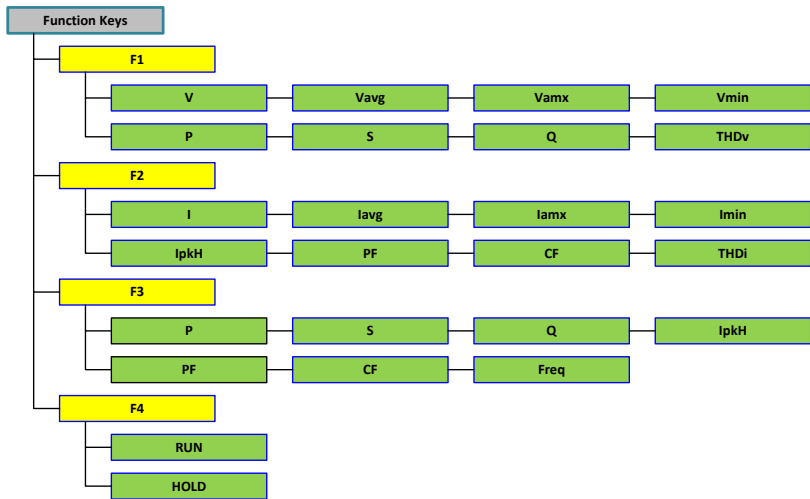 Function Keys
F1
V Vavg Vamx Vmin
P S Q THDv
F2
I Iavg Iamx Imin
IpkH PF CF THDi
F3
P S Q IpkH
PF CF Freq
F4
RUN
HOLD